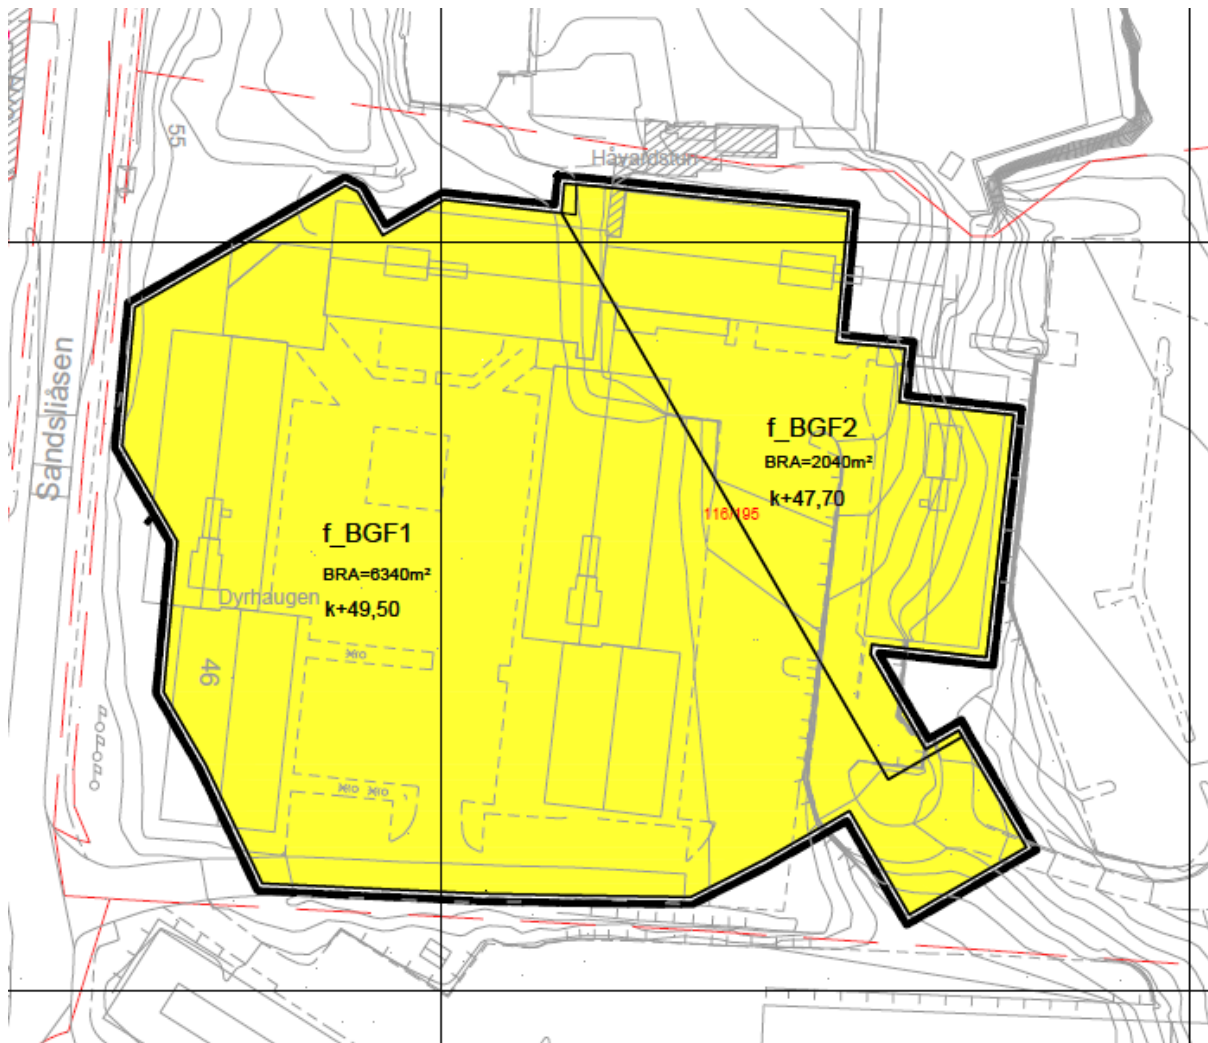 55
Håvardstun
Sandsliåsen
f_BGF2
BRA=2040m²
k+47,70
116/195
f_BGF1
BRA=6340m²
Dyrhaugen
k+49,50
46